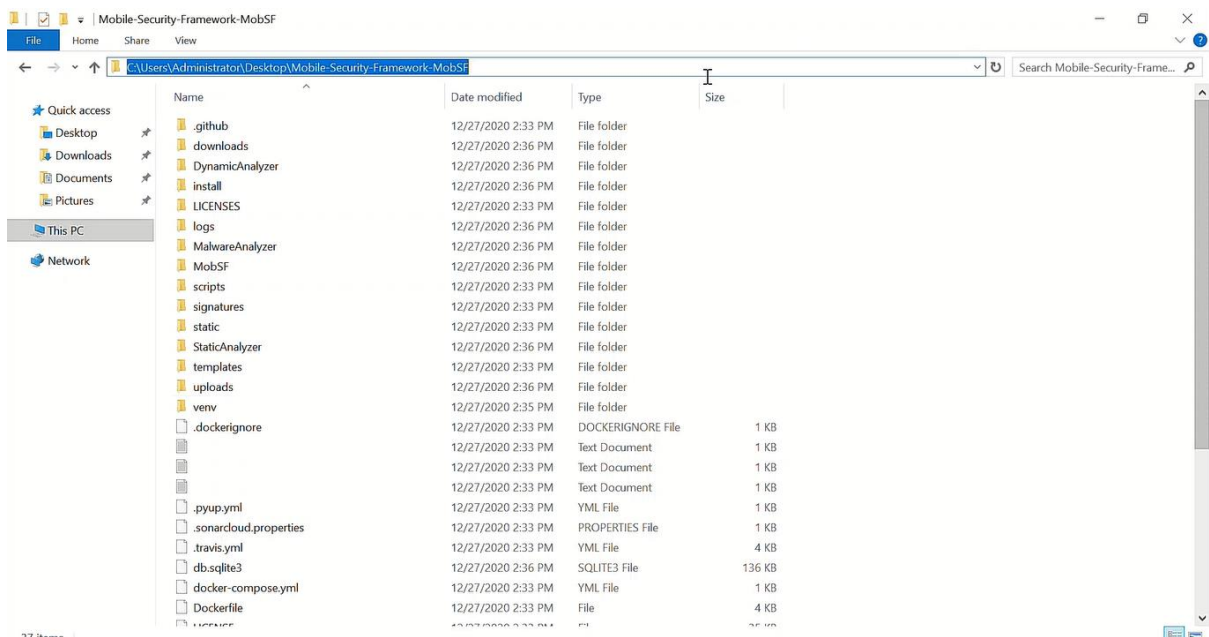 Mobile-Security-Framework-MobSF
File Home Share View
C:\Users\Administrator\Desktop\Mobile-Security-Framework-MobSF Search Mobile-Security-Frame...
Name Date modified Type Size
Quick access
Desktop
Downloads
Documents
Pictures
This PC
Network
.github 12/27/2020 2:33 PM File folder
downloads 12/27/2020 2:36 PM File folder
DynamicAnalyzer 12/27/2020 2:36 PM File folder
install 12/27/2020 2:36 PM File folder
LICENSES 12/27/2020 2:33 PM File folder
logs 12/27/2020 2:36 PM File folder
MalwareAnalyzer 12/27/2020 2:36 PM File folder
MobSF 12/27/2020 2:36 PM File folder
scripts 12/27/2020 2:33 PM File folder
signatures 12/27/2020 2:33 PM File folder
static 12/27/2020 2:33 PM File folder
StaticAnalyzer 12/27/2020 2:36 PM File folder
templates 12/27/2020 2:33 PM File folder
uploads 12/27/2020 2:36 PM File folder
venv 12/27/2020 2:35 PM File folder
.dockerignore 12/27/2020 2:33 PM DOCKERIGNORE File 1 KB
12/27/2020 2:33 PM Text Document 1 KB
12/27/2020 2:33 PM Text Document 1 KB
12/27/2020 2:33 PM Text Document 1 KB
.pyup.yml 12/27/2020 2:33 PM YML File 1 KB
.sonarcloud.properties 12/27/2020 2:33 PM PROPERTIES File 1 KB
.travis.yml 12/27/2020 2:33 PM YML File 4 KB
db.sqlite3 12/27/2020 2:36 PM SQLITE3 File 136 KB
docker-compose.yml 12/27/2020 2:33 PM YML File 1 KB
Dockerfile 12/27/2020 2:33 PM File 4 KB